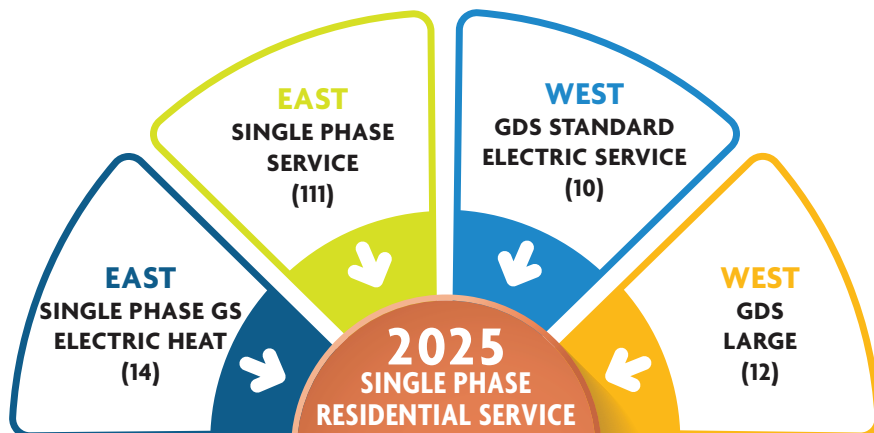 EAST
SINGLE PHASE
SERVICE
(111)
WEST
GDS STANDARD
ELECTRIC SERVICE
(10)
EAST
SINGLE PHASE GS
ELECTRIC HEAT
(14)
WEST
GDS
LARGE
(12)
2025
SINGLE PHASE
RESIDENTIAL SERVICE